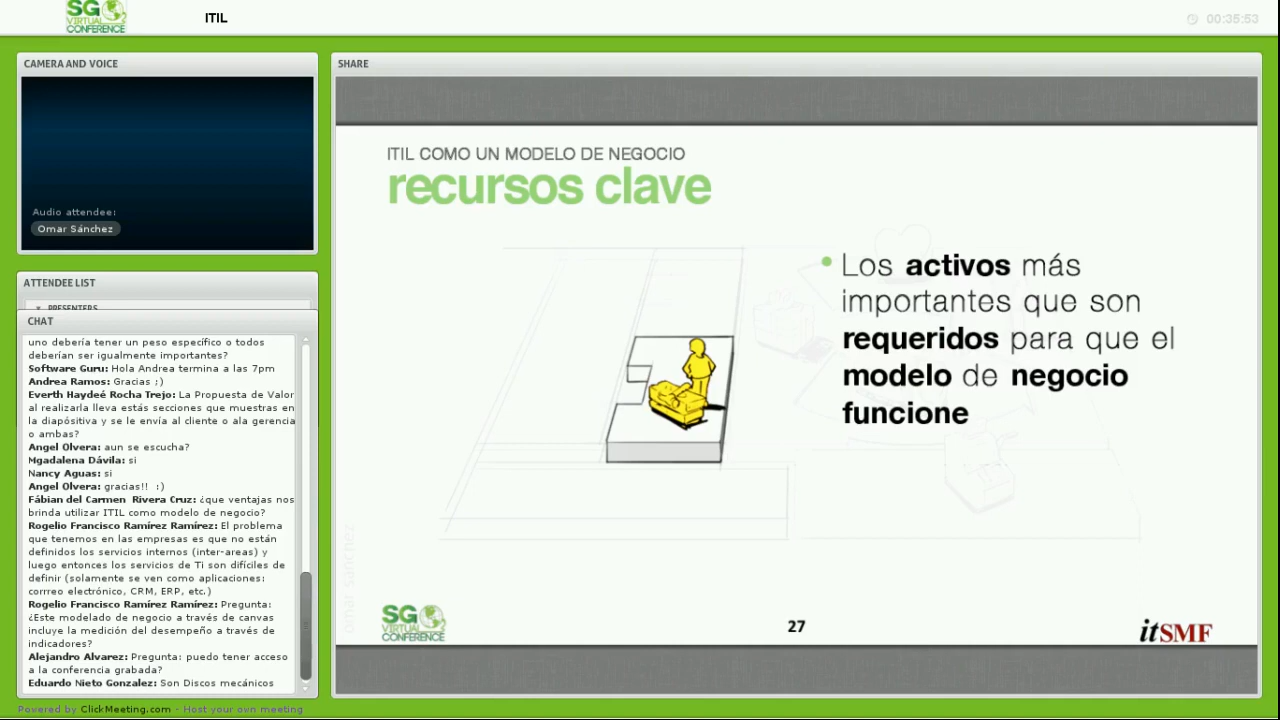 SG
VIRTUAL
CONFERENCE
ITIL
00:35:53
CAMERA AND VOICE
Audio attendee:
Omar Sánchez
ATTENDEE LIST
PRESENTERS
CHAT
uno debería tener un peso específico o todos
deberían ser igualmente importantes?
Software Guru: Hola Andrea termina a las 7pm
Andrea Ramos: Gracias ;)
Everth Haydeé Rocha Trejo: La Propuesta de Valor
al realizarla lleva estás secciones que muestras en
la diapósitiva y se le envía al cliente o ala gerencia
o ambas?
Angel Olvera: aun se escucha?
Mgadalena Dávila: si
Nancy Aguas: si
Angel Olvera: gracias!! :)
Fábian del Carmen Rivera Cruz: ¿que ventajas nos
brinda utilizar ITIL como modelo de negocio?
Rogelio Francisco Ramírez Ramírez: El problema
que tenemos en las empresas es que no están
definidos los servicios internos (inter-areas) y
luego entonces los servicios de Ti son difíciles de
definir (solamente se ven como aplicaciones:
corrreo electrónico, CRM, ERP, etc.)
Rogelio Francisco Ramírez Ramírez: Pregunta:
¿Este modelado de negocio a través de canvas
incluye la medición del desempeño a través de
indicadores?
Alejandro Alvarez: Pregunta: puedo tener acceso
a la conferencia grabada?
Eduardo Nieto Gonzalez: Son Discos mecánicos
SHARE
ITIL COMO UN MODELO DE NEGOCIO
recursos clave
Los activos más
importantes que son
requeridos para que el
modelo de negocio
funcione
omar sánchez
SG
VIRTUAL
CONFERENCE
27
itSMF
Powered by ClickMeeting.com - Host your own meeting